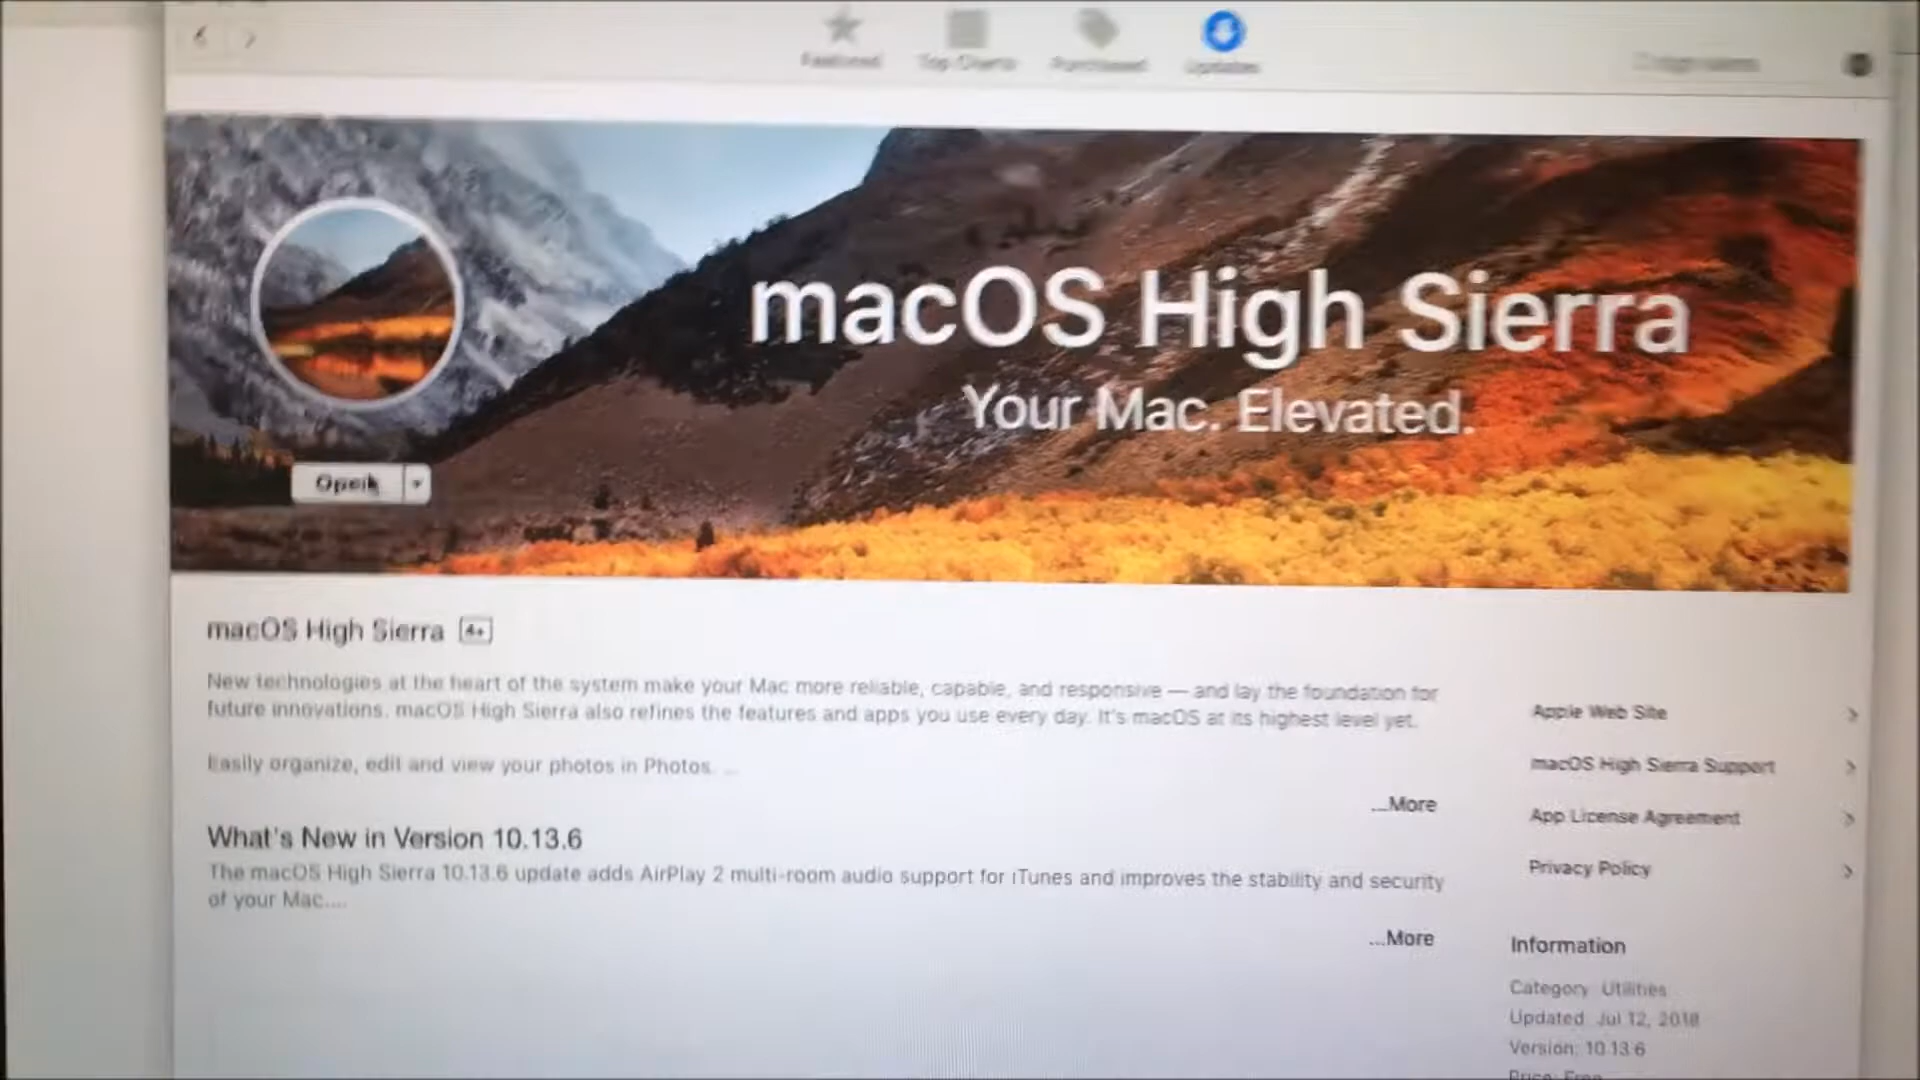 Featured Top Charts Purchased Updates
macOS High Sierra
Your Mac. Elevated.
Open
macOS High Sierra 4+
New technologies at the heart of the system make your Mac more reliable, capable, and responsive — and lay the foundation for
future innovations. macOS High Sierra also refines the features and apps you use every day. It's macOS at its highest level yet.
Easily organize, edit and view your photos in Photos. ...
...More
What's New in Version 10.13.6
The macOS High Sierra 10.13.6 update adds AirPlay 2 multi-room audio support for iTunes and improves the stability and security
of your Mac....
...More
Apple Web Site
macOS High Sierra Support
App License Agreement
Privacy Policy
Information
Category: Utilities
Updated: Jul 12, 2018
Version: 10.13.6
Price: Free